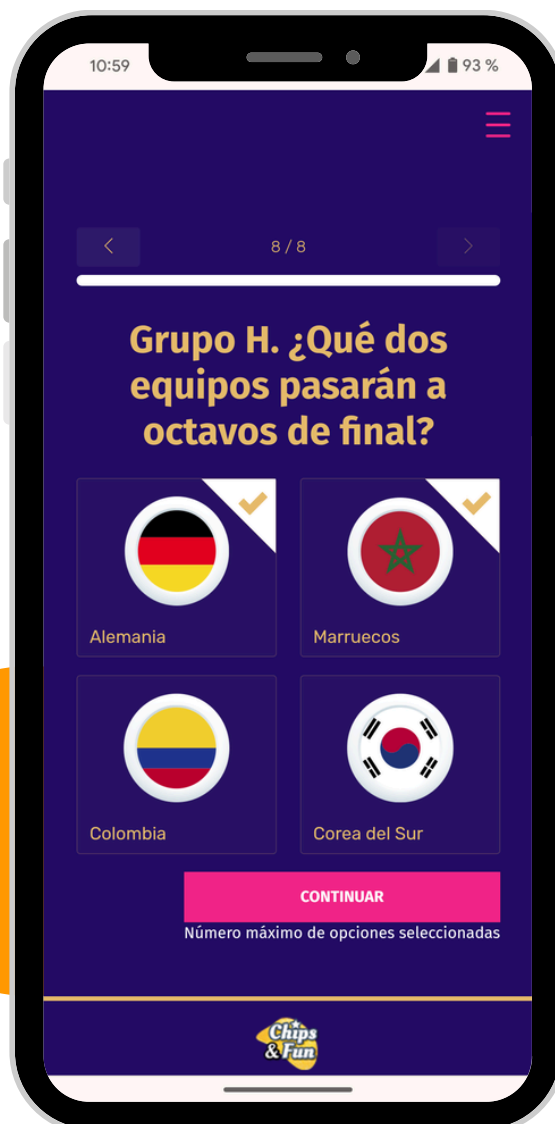 10:59
93 %
8 / 8
Grupo H. ¿Qué dos
equipos pasarán a
octavos de final?
Alemania
Marruecos
Colombia
Corea del Sur
CONTINUAR
Número máximo de opciones seleccionadas
Chips
& Fun